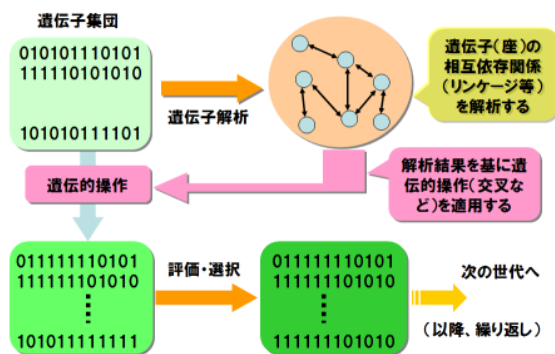 遺伝子集団
010101110101
111110101010
101010111101
遺伝子解析
遺伝子(座)の
相互依存関係
(リンケージ等)
を解析する
遺伝的操作
解析結果を基に遺
伝的操作(交叉な
ど)を適用する
011111110101
111111101010
101011111111
評価・選択
011111110101
111111101010
111111101010
次の世代へ
(以降、繰り返し)